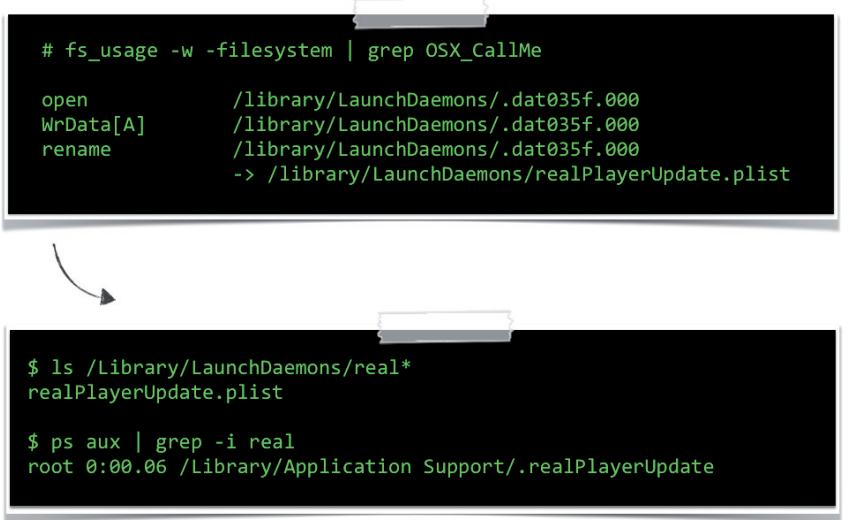 # fs_usage -w -filesystem | grep OSX_CallMe
open /library/LaunchDaemons/.dat035f.000
WrData[A] /library/LaunchDaemons/.dat035f.000
rename /library/LaunchDaemons/.dat035f.000
-> /library/LaunchDaemons/realPlayerUpdate.plist
$ ls /Library/LaunchDaemons/real*
realPlayerUpdate.plist
$ ps aux | grep -i real
root 0:00.06 /Library/Application Support/.realPlayerUpdate